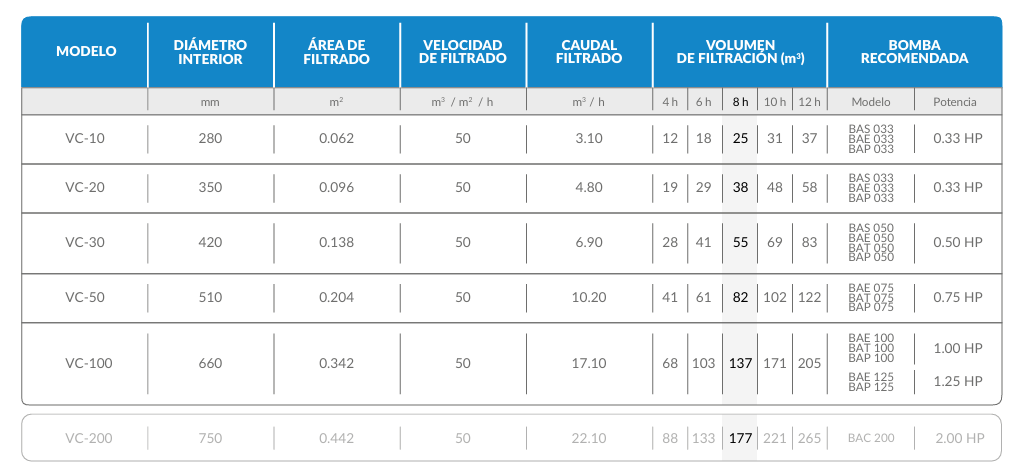 MODELO DIÁMETRO INTERIOR ÁREA DE FILTRADO VELOCIDAD DE FILTRADO CAUDAL FILTRADO VOLUMEN DE FILTRACIÓN (m³) BOMBA RECOMENDADA
mm m² m³ / m² / h m³ / h 4 h 6 h 8 h 10 h 12 h Modelo Potencia
VC-10 280 0.062 50 3.10 12 18 25 31 37 BAS 033 BAE 033 BAP 033 0.33 HP
VC-20 350 0.096 50 4.80 19 29 38 48 58 BAS 033 BAE 033 BAP 033 0.33 HP
VC-30 420 0.138 50 6.90 28 41 55 69 83 BAS 050 BAE 050 BAT 050 BAP 050 0.50 HP
VC-50 510 0.204 50 10.20 41 61 82 102 122 BAE 075 BAT 075 BAP 075 0.75 HP
VC-100 660 0.342 50 17.10 68 103 137 171 205 BAE 100 BAT 100 BAP 100 1.00 HP
BAE 125 BAP 125 1.25 HP
VC-200 750 0.442 50 22.10 88 133 177 221 265 BAC 200 2.00 HP